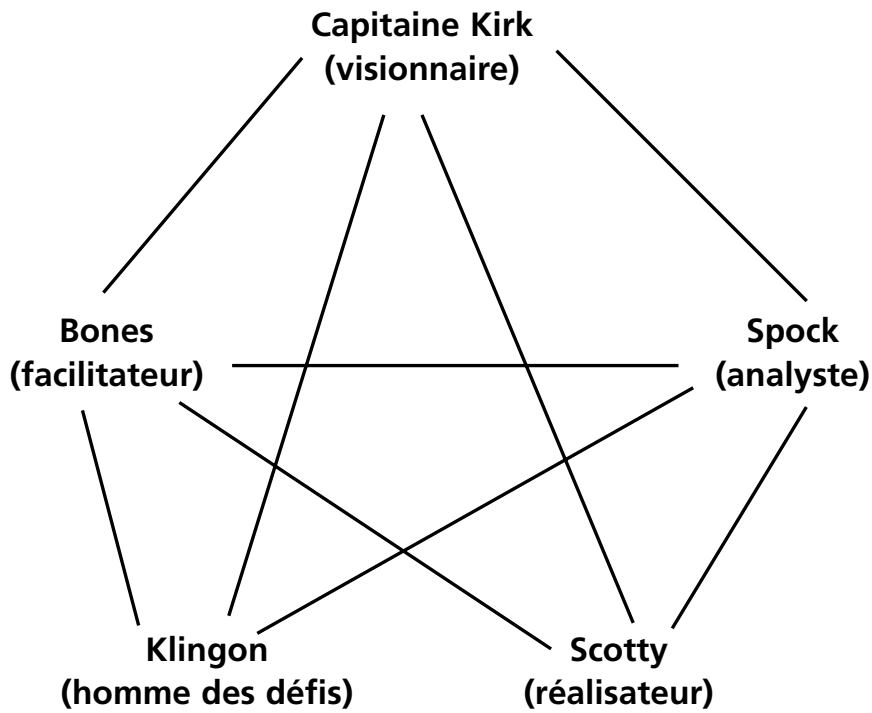 Capitaine Kirk
(visionnaire)
Bones
(facilitateur)
Spock
(analyste)
Klingon
(homme des défis)
Scotty
(réalisateur)